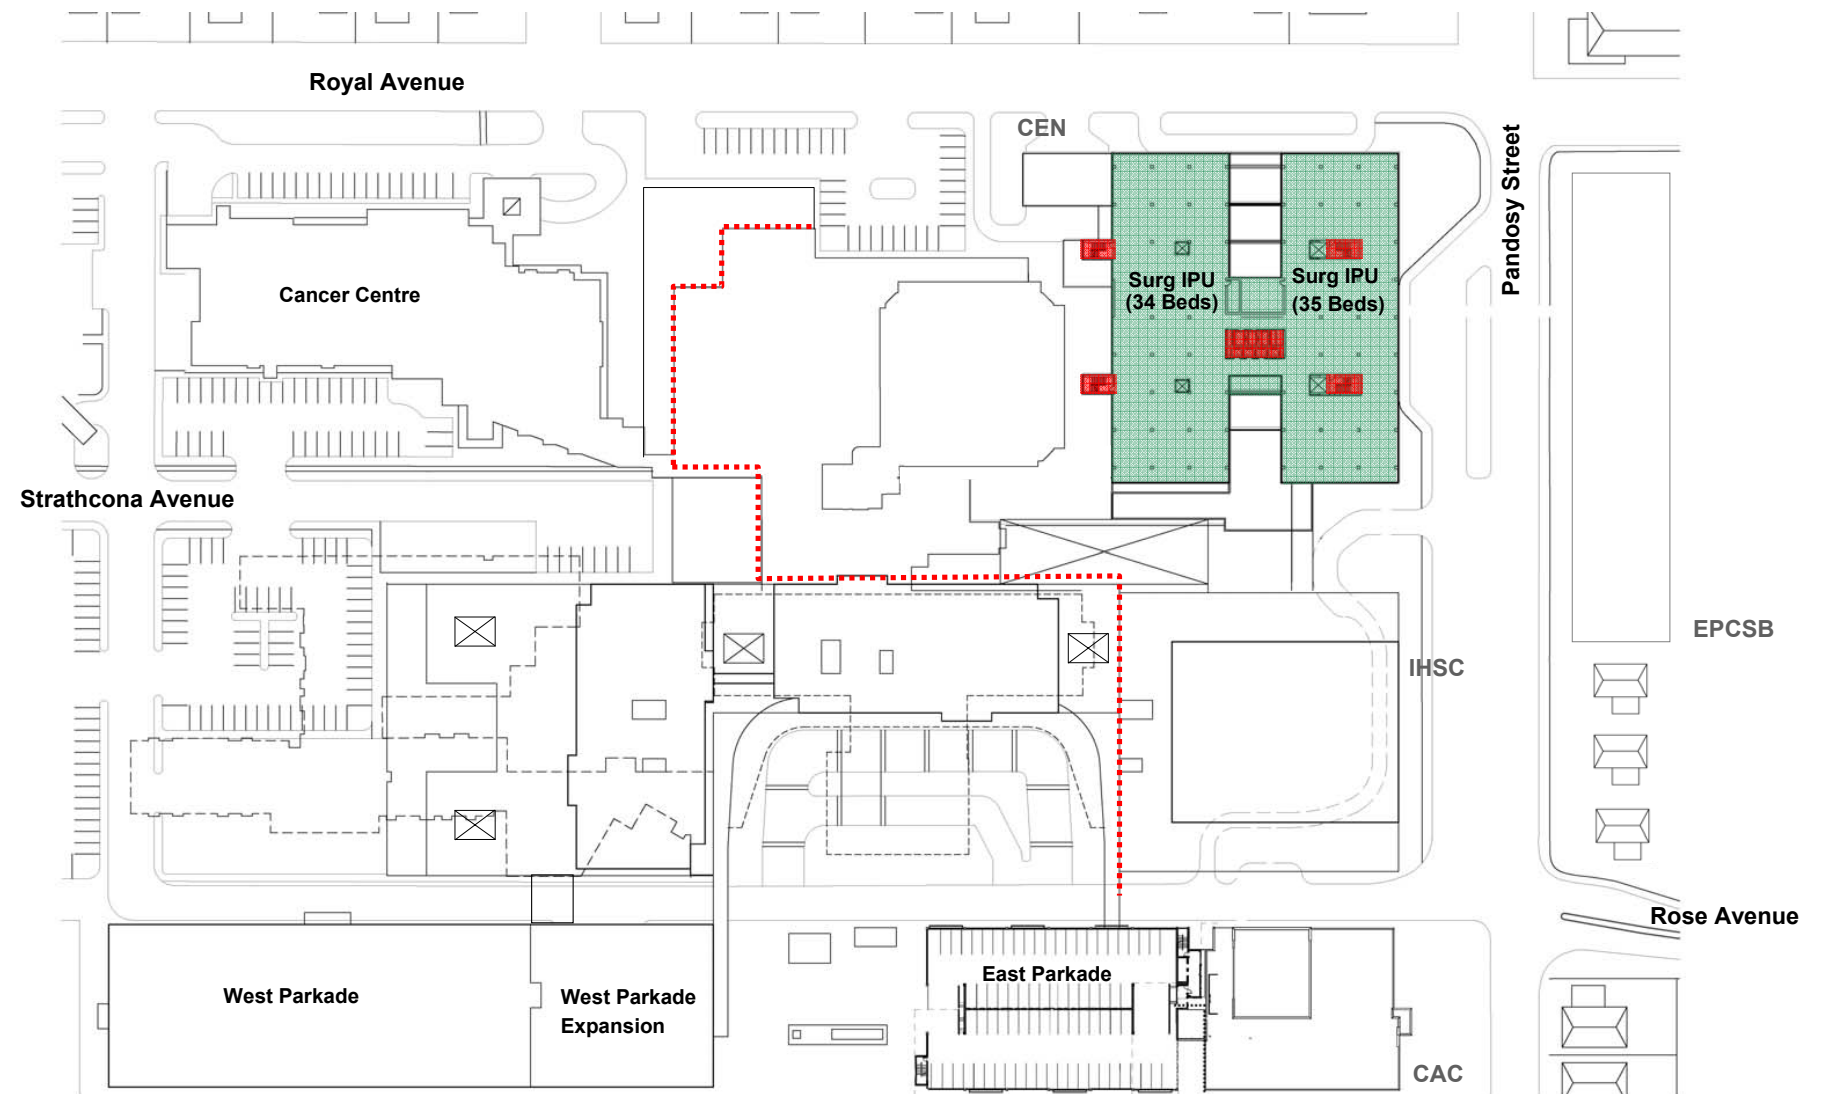 Royal Avenue
CEN
Pandosy Street
Surg IPU
(34 Beds)
Surg IPU
(35 Beds)
Cancer Centre
Strathcona Avenue
EPCSB
IHSC
Rose Avenue
East Parkade
West Parkade
West Parkade
Expansion
CAC